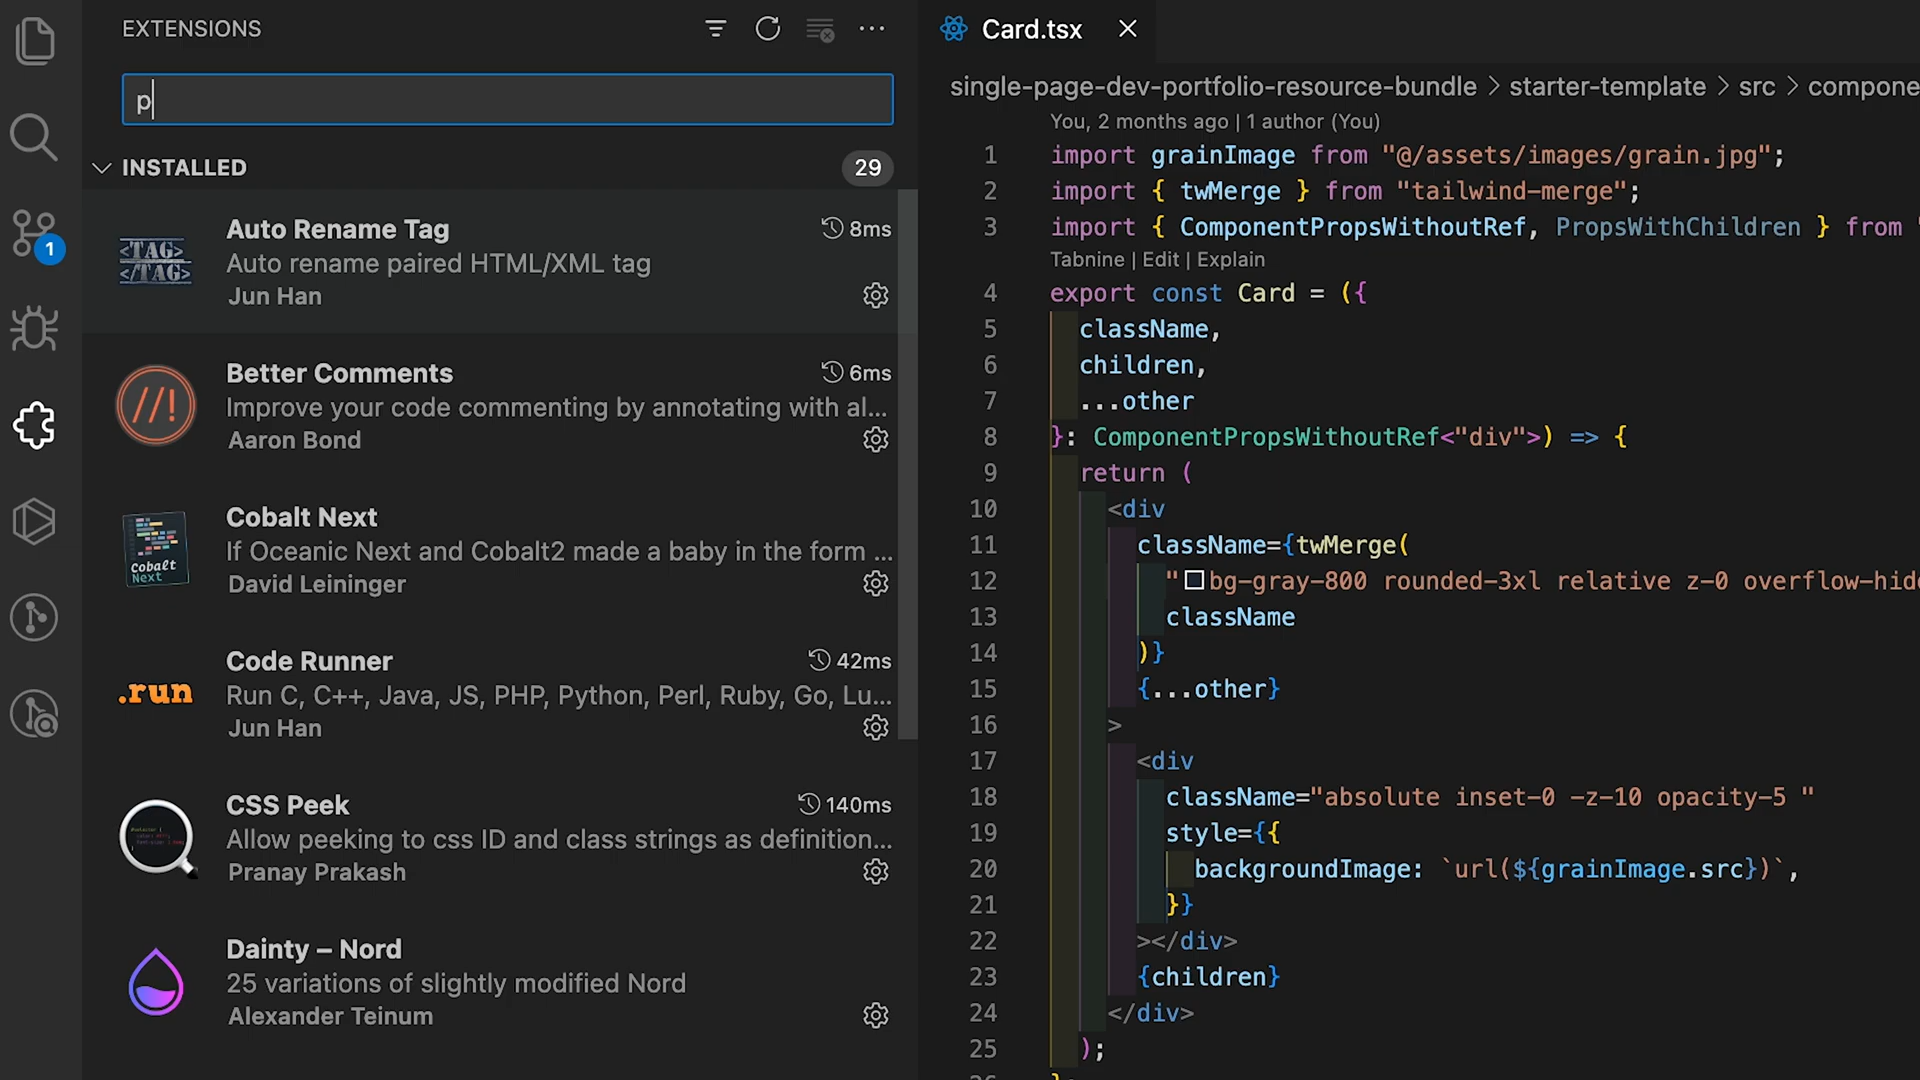 EXTENSIONS
p
INSTALLED 29
<TAG>
</TAG>
Auto Rename Tag 8ms
Auto rename paired HTML/XML tag
Jun Han
//!
Better Comments 6ms
Improve your code commenting by annotating with al...
Aaron Bond
Cobalt
Next
Cobalt Next
If Oceanic Next and Cobalt2 made a baby in the form ...
David Leininger
.run
Code Runner 42ms
Run C, C++, Java, JS, PHP, Python, Perl, Ruby, Go, Lu...
Jun Han
CSS Peek 140ms
Allow peeking to css ID and class strings as definition...
Pranay Prakash
Dainty – Nord
25 variations of slightly modified Nord
Alexander Teinum
1
Card.tsx
single-page-dev-portfolio-resource-bundle > starter-template > src > compone
You, 2 months ago | 1 author (You)
1 import grainImage from "@/assets/images/grain.jpg";
2 import { twMerge } from "tailwind-merge";
3 import { ComponentPropsWithoutRef, PropsWithChildren } from "
Tabnine | Edit | Explain
4 export const Card = ({
5 className,
6 children,
7 ...other
8 }: ComponentPropsWithoutRef<"div">) => {
9 return (
10 <div
11 className={twMerge(
12 "bg-gray-800 rounded-3xl relative z-0 overflow-hid
13 className
14 )}
15 {...other}
16 >
17 <div
18 className="absolute inset-0 -z-10 opacity-5 "
19 style={{
20 backgroundImage: `url(${grainImage.src})`,
21 }}
22 ></div>
23 {children}
24 </div>
25 );